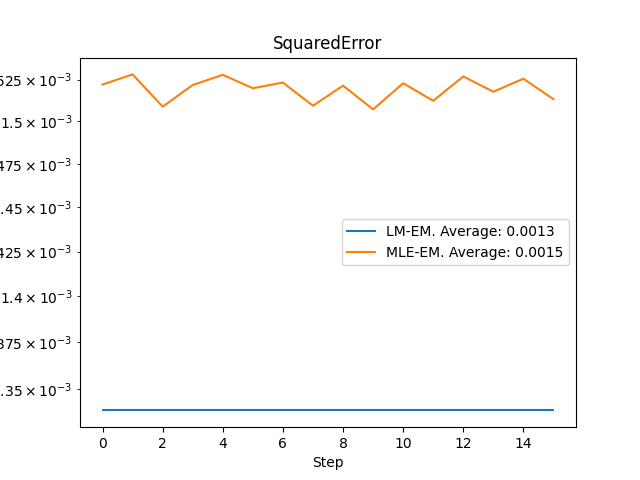 SquaredError
525 × 10⁻³
1.5 × 10⁻³
475 × 10⁻³
.45 × 10⁻³
425 × 10⁻³
1.4 × 10⁻³
375 × 10⁻³
.35 × 10⁻³
LM-EM. Average: 0.0013
MLE-EM. Average: 0.0015
0 2 4 6 8 10 12 14
Step